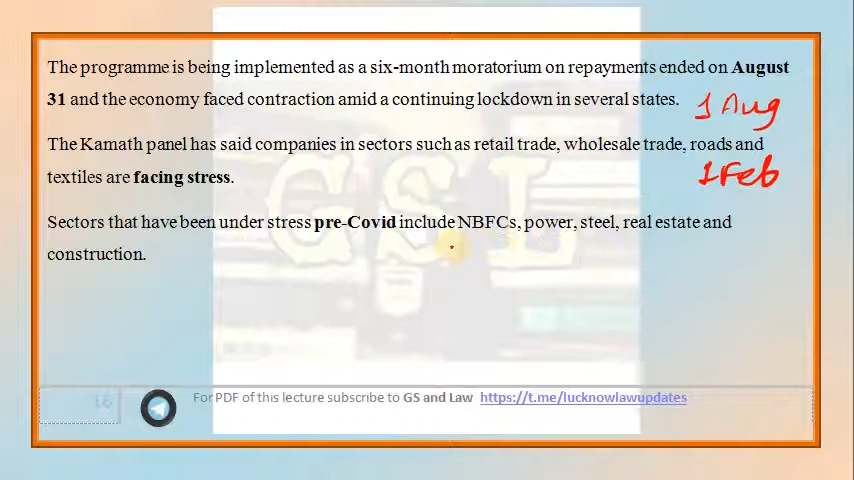 The programme is being implemented as a six-month moratorium on repayments ended on August
31 and the economy faced contraction amid a continuing lockdown in several states.
1 Aug
The Kamath panel has said companies in sectors such as retail trade, wholesale trade, roads and
textiles are facing stress.
1 Feb
Sectors that have been under stress pre-Covid include NBFCs, power, steel, real estate and
construction.
GSL
For PDF of this lecture subscribe to GS and Law https://t.me/lucknowlawupdates